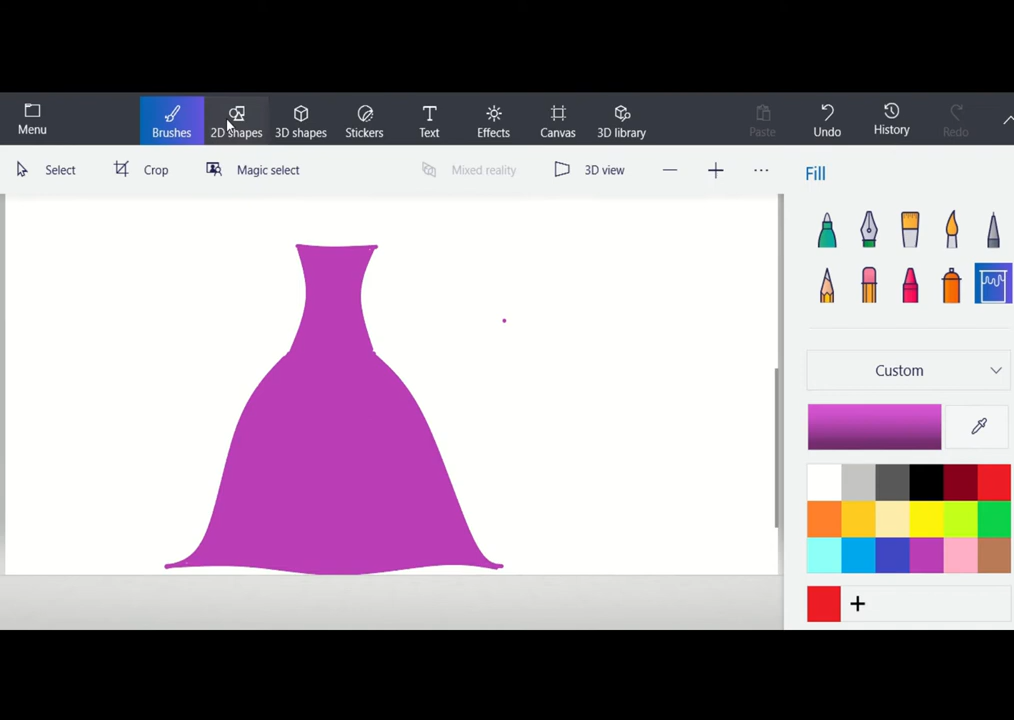 Menu
Brushes
2D shapes
3D shapes
Stickers
Text
Effects
Canvas
3D library
Paste
Undo
History
Redo
Select
Crop
Magic select
Mixed reality
3D view
Fill
Custom